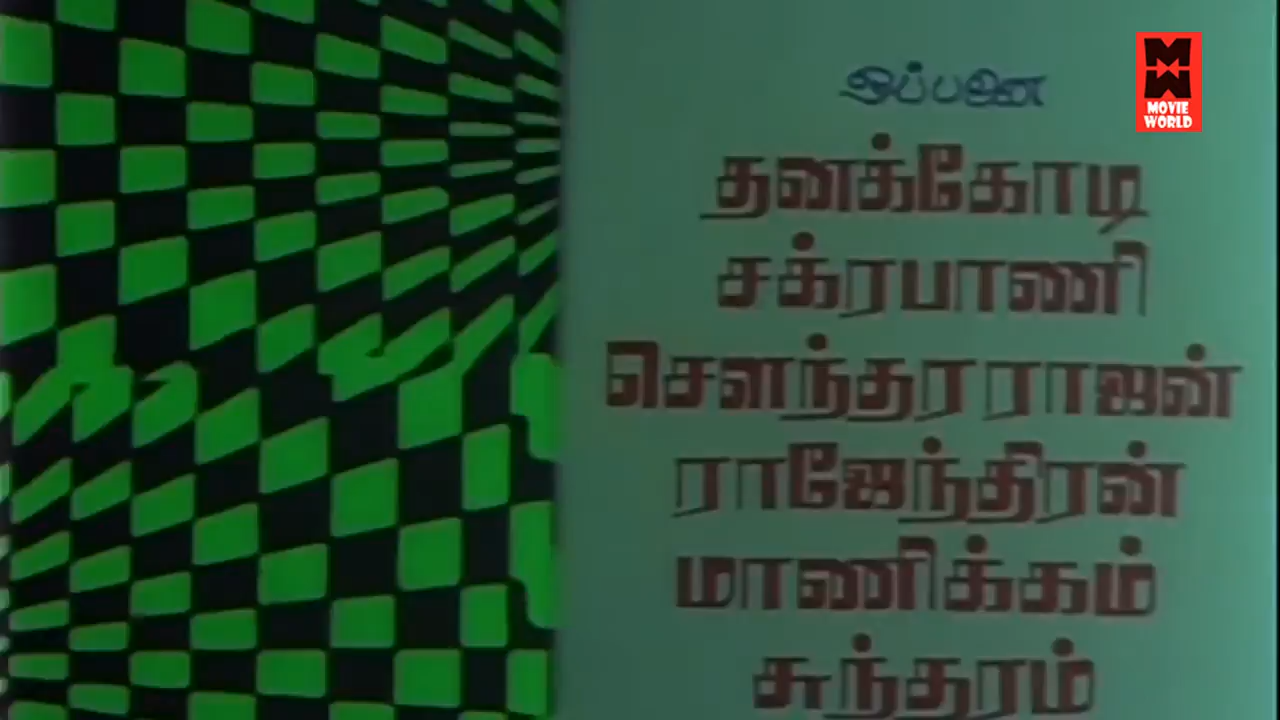 ஒப்பனை
MOVIE
WORLD
தனக்கோடி
சக்ரபாணி
சௌந்தரராஜன்
ராஜேந்திரன்
மாணிக்கம்
சுந்தரம்